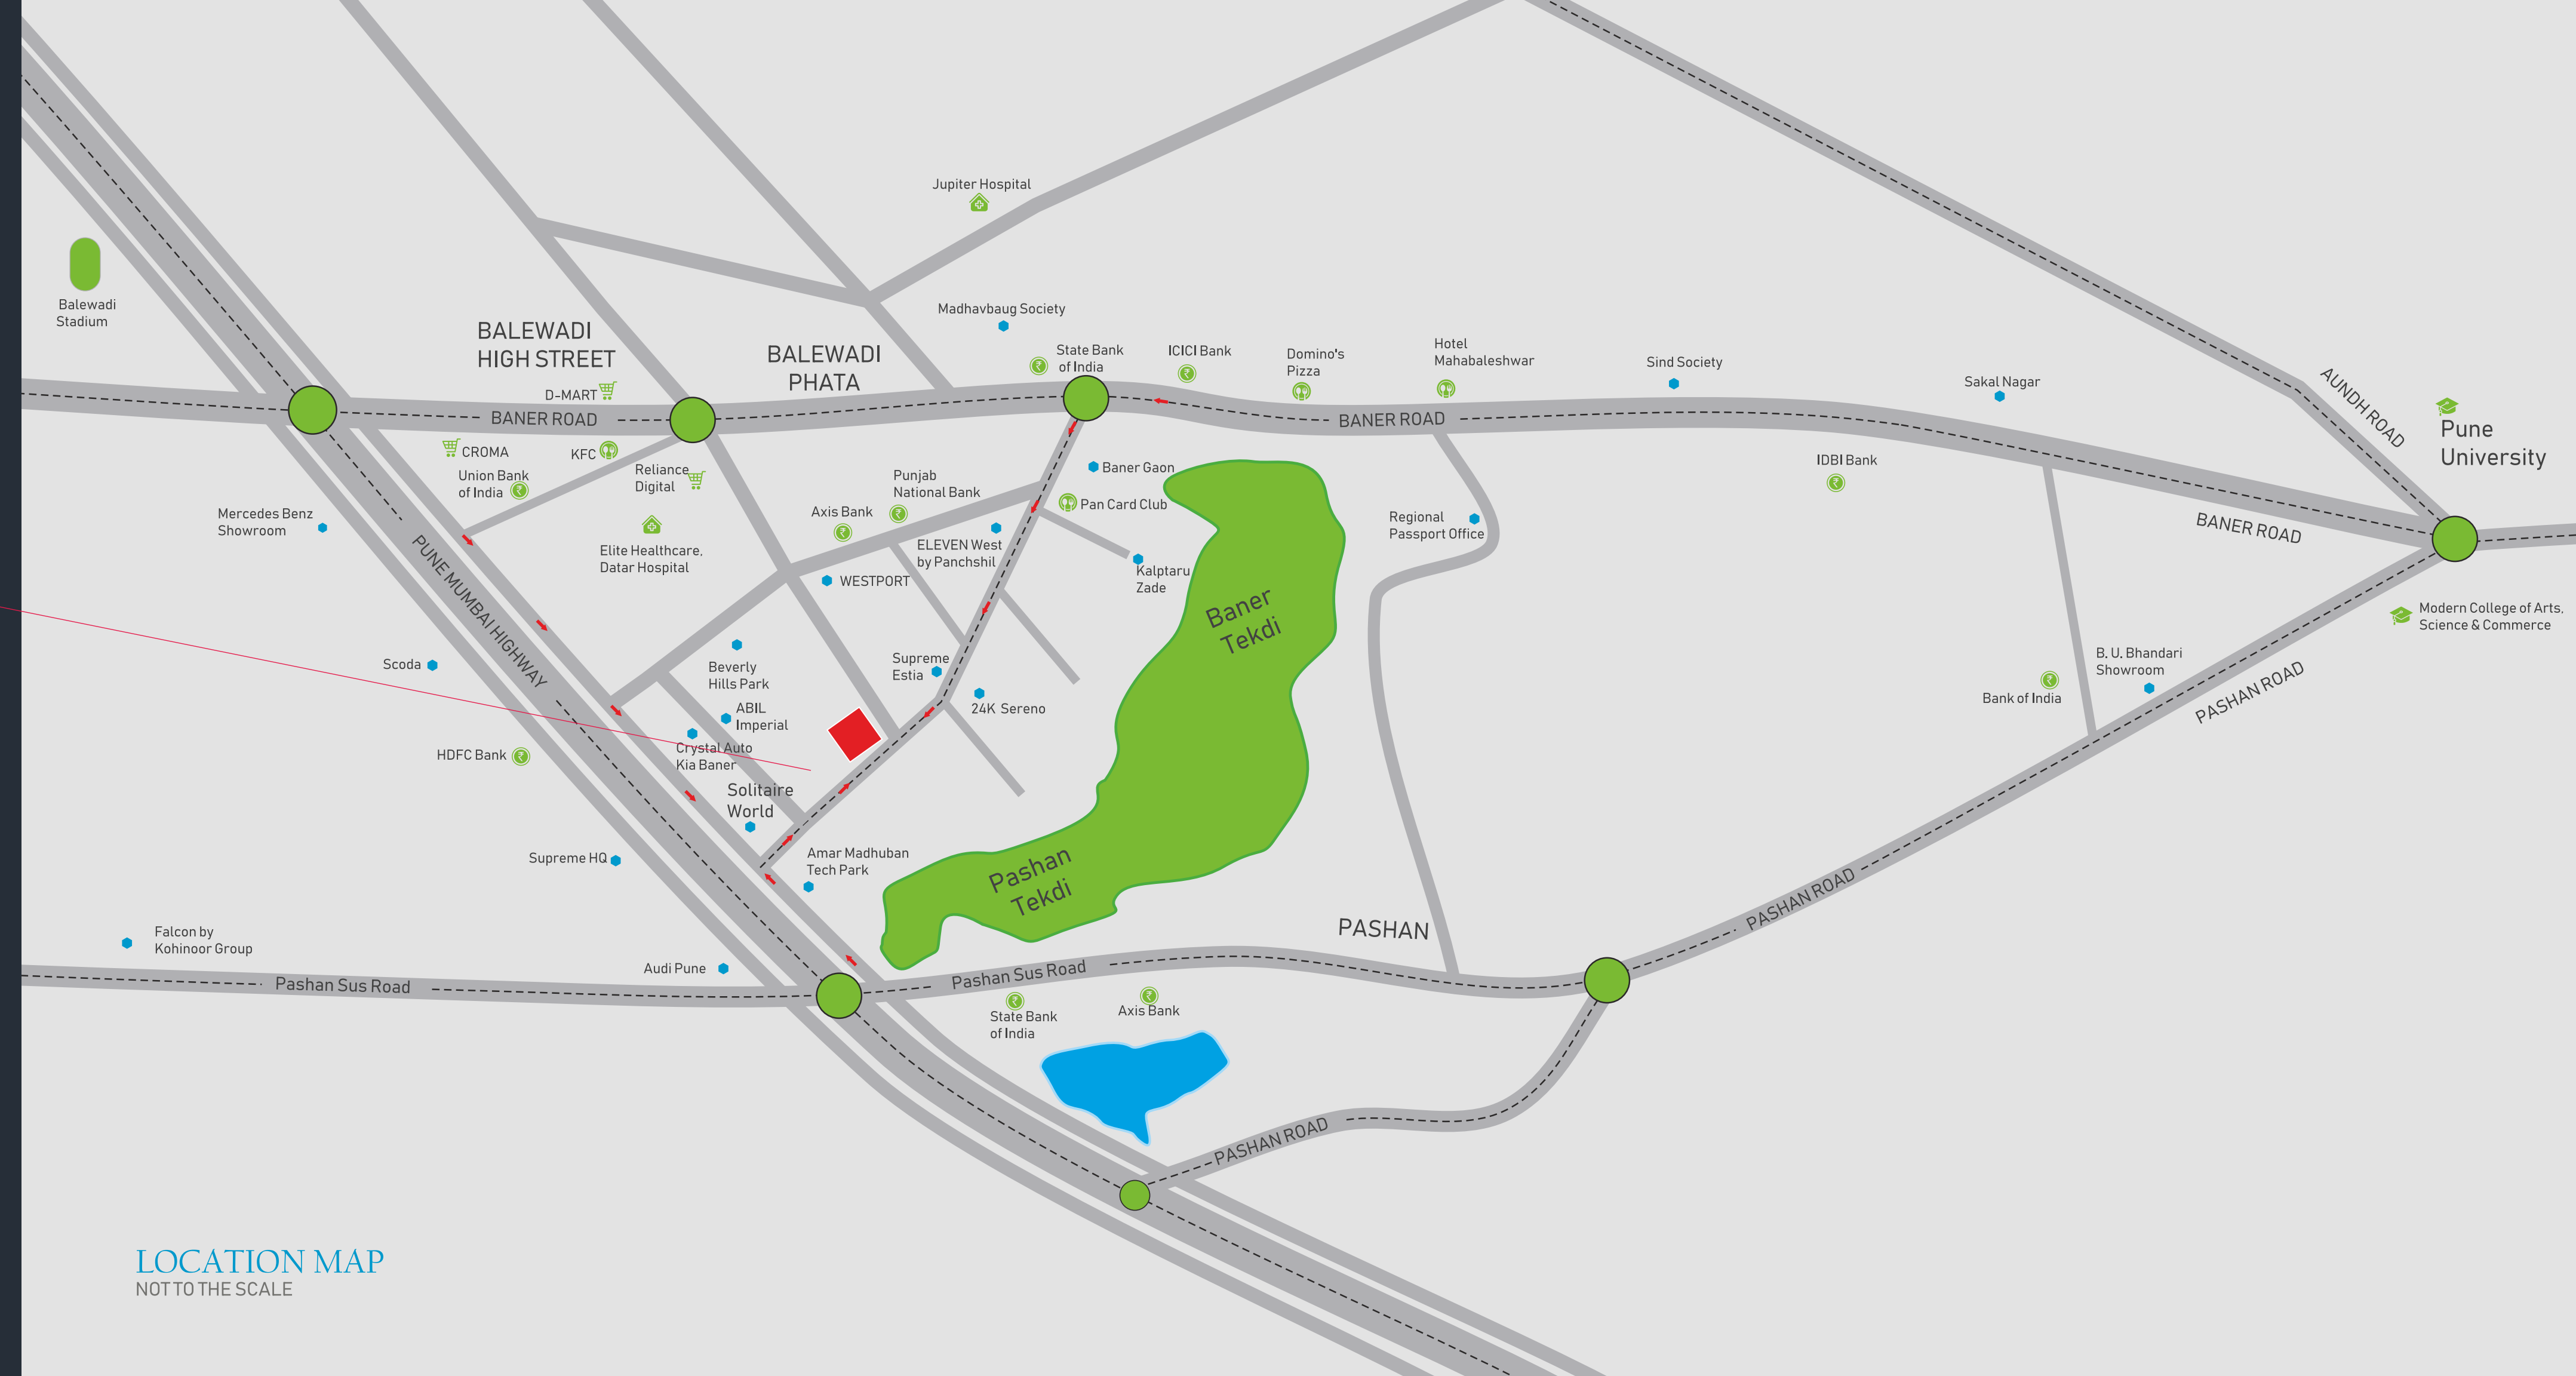 Jupiter Hospital
Balewadi
Stadium
BALEWADI
HIGH STREET
BALEWADI
PHATA
Madhavbaug Society
State Bank
of India
ICICI Bank
Domino's
Pizza
Hotel
Mahabaleshwar
Sind Society
Sakal Nagar
AUNDH ROAD
Pune
University
D-MART
BANER ROAD
BANER ROAD
BANER ROAD
CROMA
KFC
Union Bank
of India
Reliance
Digital
Punjab
National Bank
Baner Gaon
Pan Card Club
IDBI Bank
Mercedes Benz
Showroom
Axis Bank
Regional
Passport Office
Elite Healthcare,
Datar Hospital
ELEVEN West
by Panchshil
WESTPORT
Kalptaru
Zade
Baner
Tekdi
Modern College of Arts,
Science & Commerce
PUNE MUMBAI HIGHWAY
Scoda
Beverly
Hills Park
Supreme
Estia
24K Sereno
B. U. Bhandari
Showroom
Bank of India
PASHAN ROAD
ABIL
Imperial
Crystal Auto
Kia Baner
HDFC Bank
Solitaire
World
Supreme HQ
Amar Madhuban
Tech Park
Pashan
Tekdi
PASHAN
PASHAN ROAD
Falcon by
Kohinoor Group
Audi Pune
Pashan Sus Road
Pashan Sus Road
State Bank
of India
Axis Bank
PASHAN ROAD
LOCATION MAP
NOT TO THE SCALE